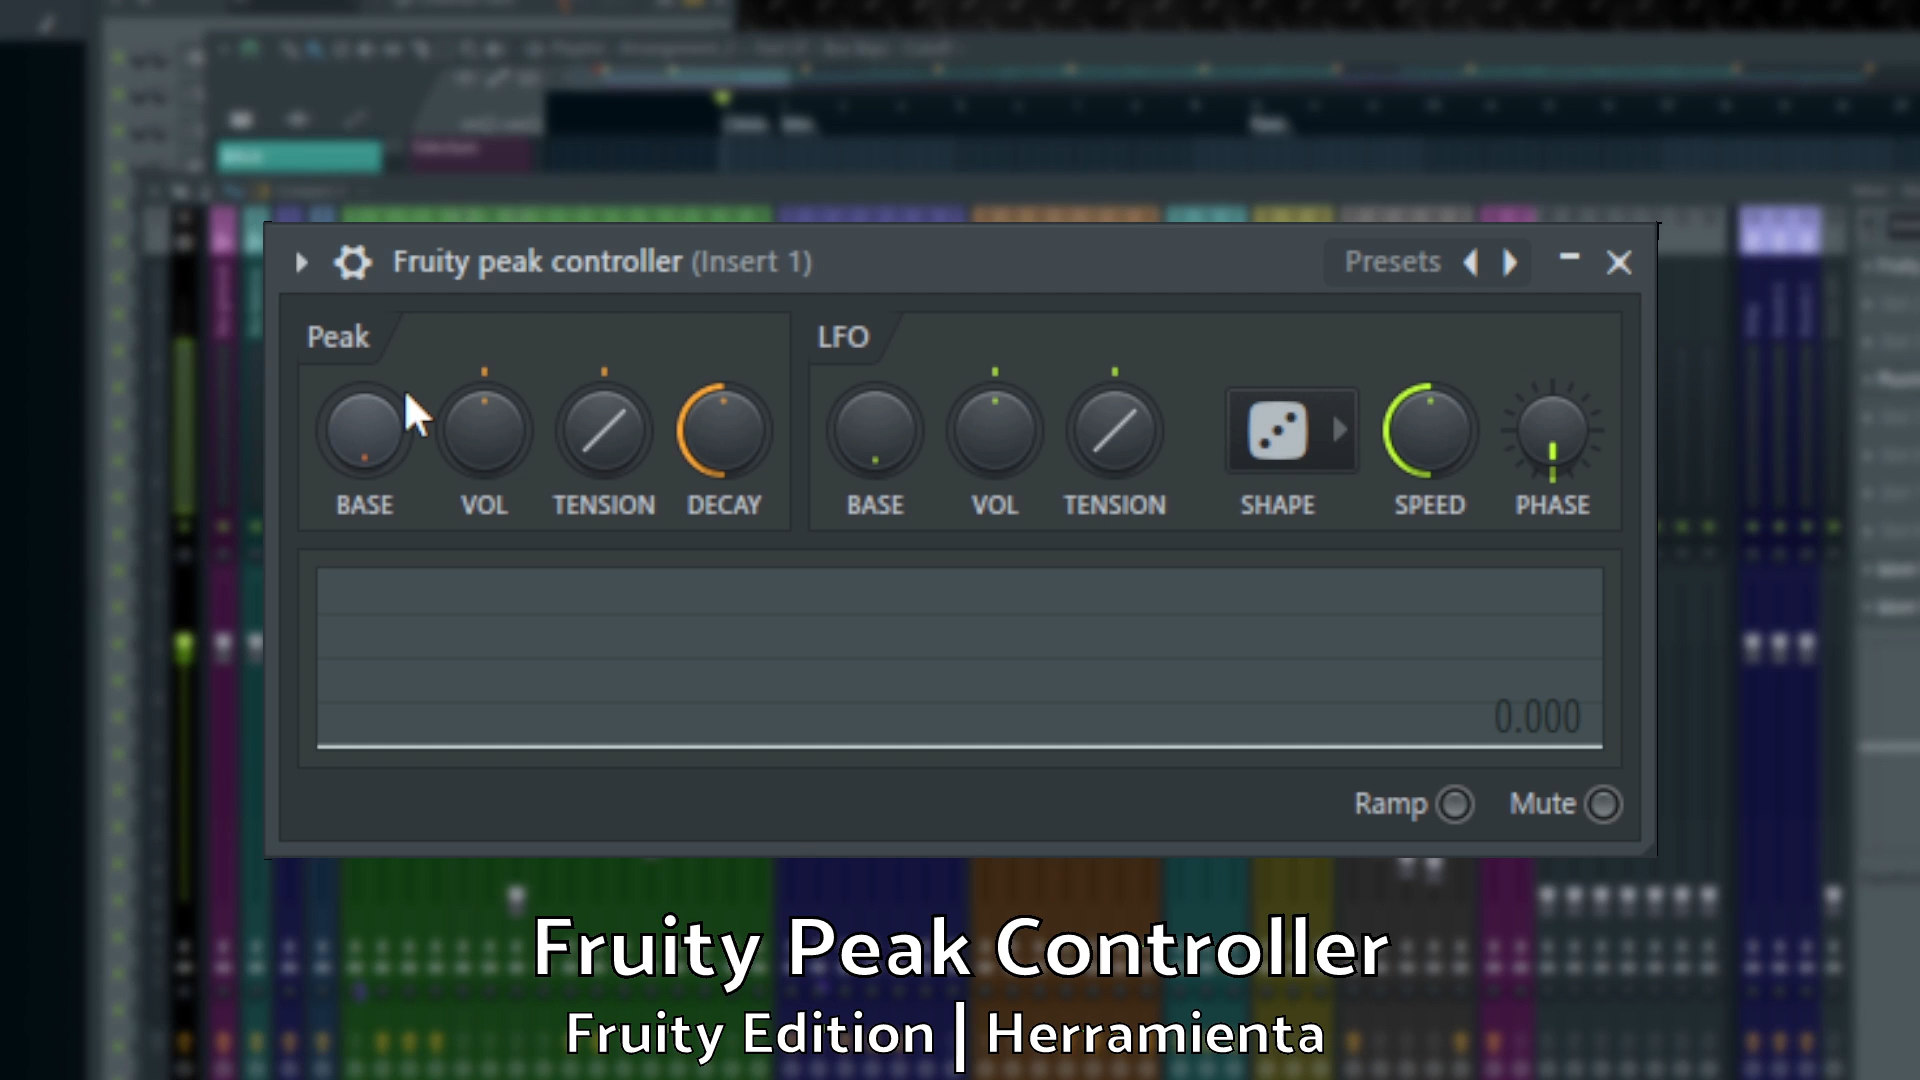 Fruity peak controller (Insert 1)
Presets
Peak
LFO
BASE VOL TENSION DECAY
BASE VOL TENSION SHAPE SPEED PHASE
0.000
Ramp Mute
Fruity Peak Controller
Fruity Edition | Herramienta